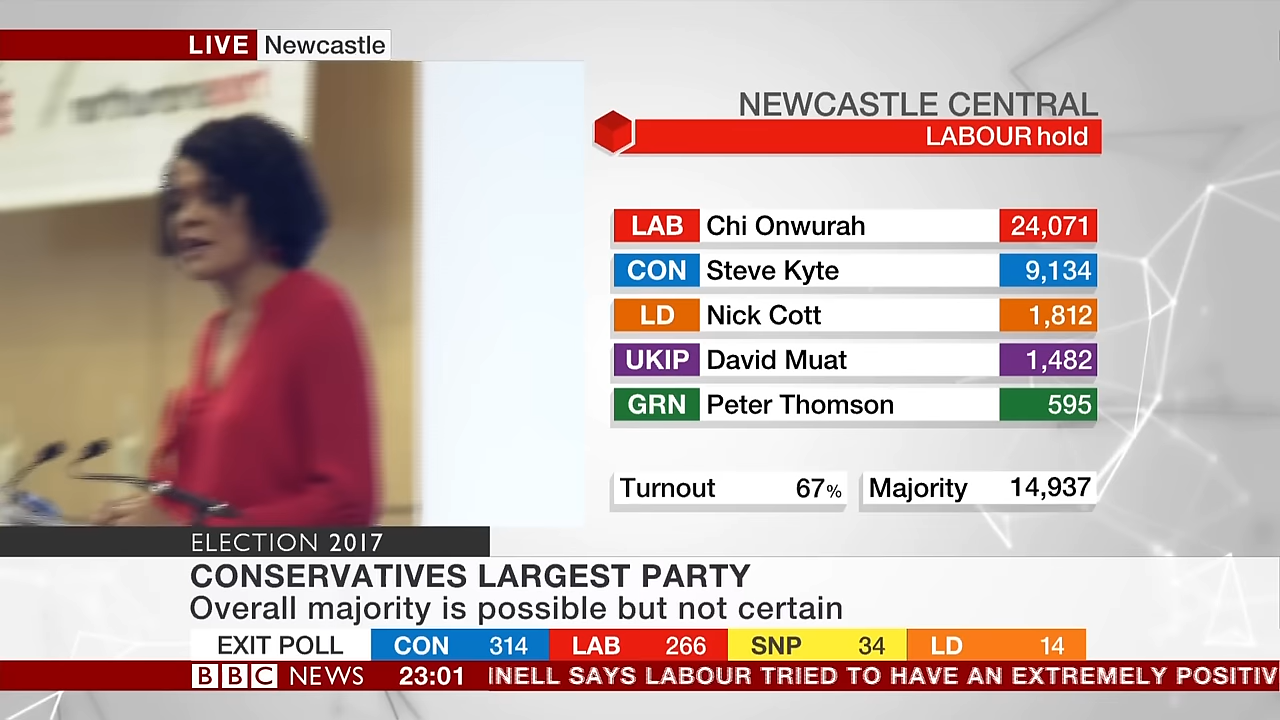 LIVE Newcastle
NEWCASTLE CENTRAL
LABOUR hold
LAB Chi Onwurah 24,071
CON Steve Kyte 9,134
LD Nick Cott 1,812
UKIP David Muat 1,482
GRN Peter Thomson 595
Turnout 67% Majority 14,937
ELECTION 2017
CONSERVATIVES LARGEST PARTY
Overall majority is possible but not certain
EXIT POLL CON 314 LAB 266 SNP 34 LD 14
BBC NEWS 23:01 INELL SAYS LABOUR TRIED TO HAVE AN EXTREMELY POSITIV